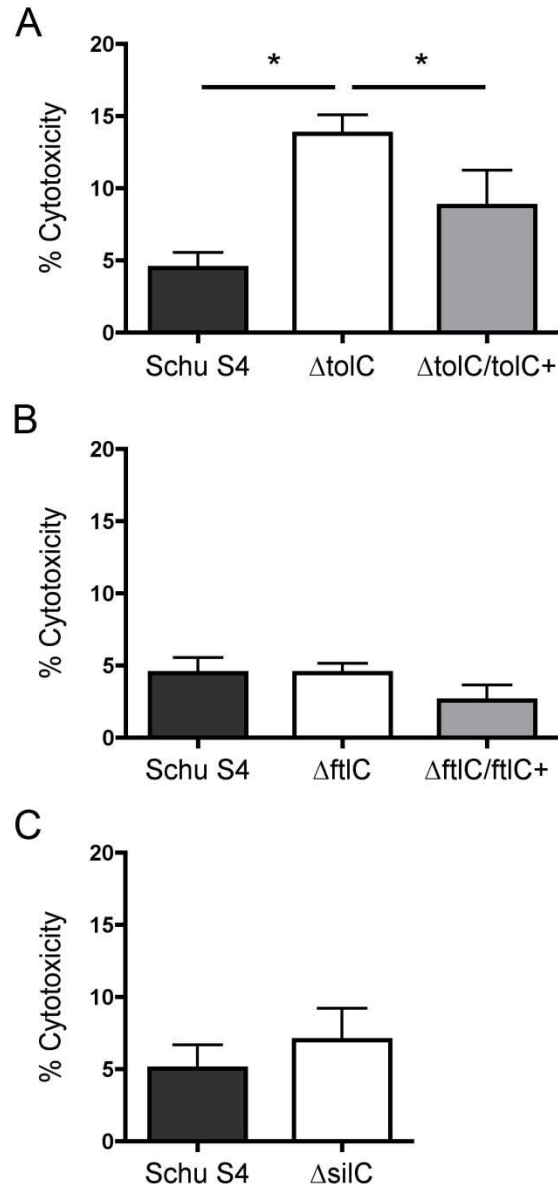 A
20
15
10
5
0
% Cytotoxicity
* *
Schu S4 ΔtolC ΔtolC/tolC+
B
20
15
10
5
0
% Cytotoxicity
Schu S4 ΔftlC ΔftlC/ftlC+
C
20
15
10
5
0
% Cytotoxicity
Schu S4 ΔsilC